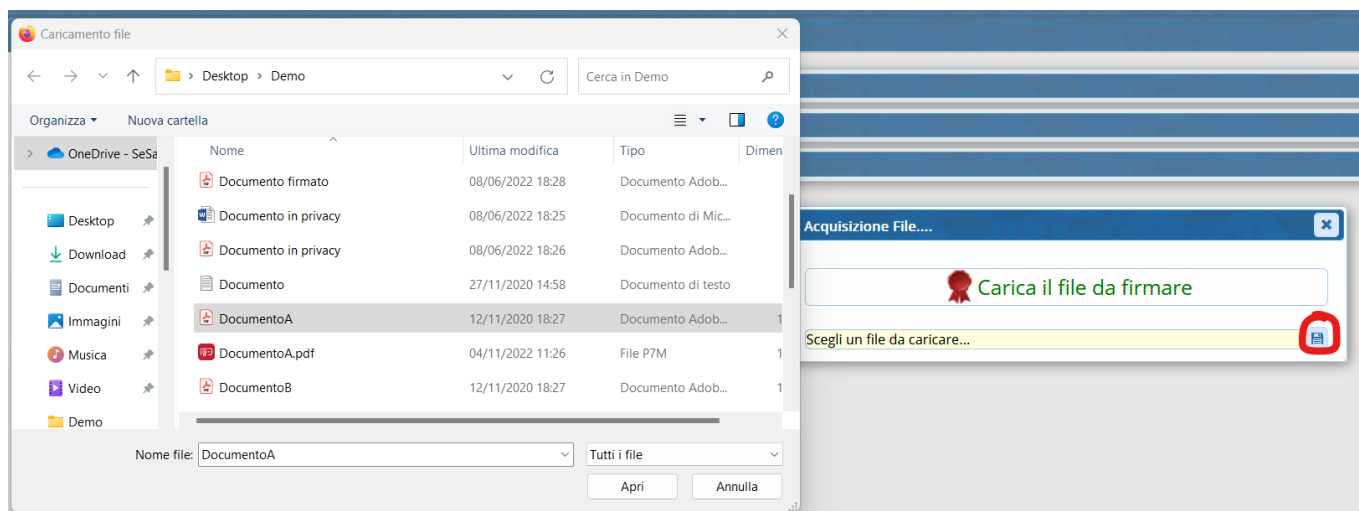 Caricamento file
Desktop > Demo
Cerca in Demo
Organizza
Nuova cartella
OneDrive - SeSa
Nome
Ultima modifica
Tipo
Dimen
Documento firmato
08/06/2022 18:28
Documento Adob...
Documento in privacy
08/06/2022 18:25
Documento di Mic...
Documento in privacy
08/06/2022 18:26
Documento Adob...
Documento
27/11/2020 14:58
Documento di testo
DocumentoA
12/11/2020 18:27
Documento Adob...
1
DocumentoA.pdf
04/11/2022 11:26
File P7M
1
DocumentoB
12/11/2020 18:27
Documento Adob...
1
Desktop
Download
Documenti
Immagini
Musica
Video
Demo
Nome file: DocumentoA
Tutti i file
Apri
Annulla
Acquisizione File....
Carica il file da firmare
Scegli un file da caricare...